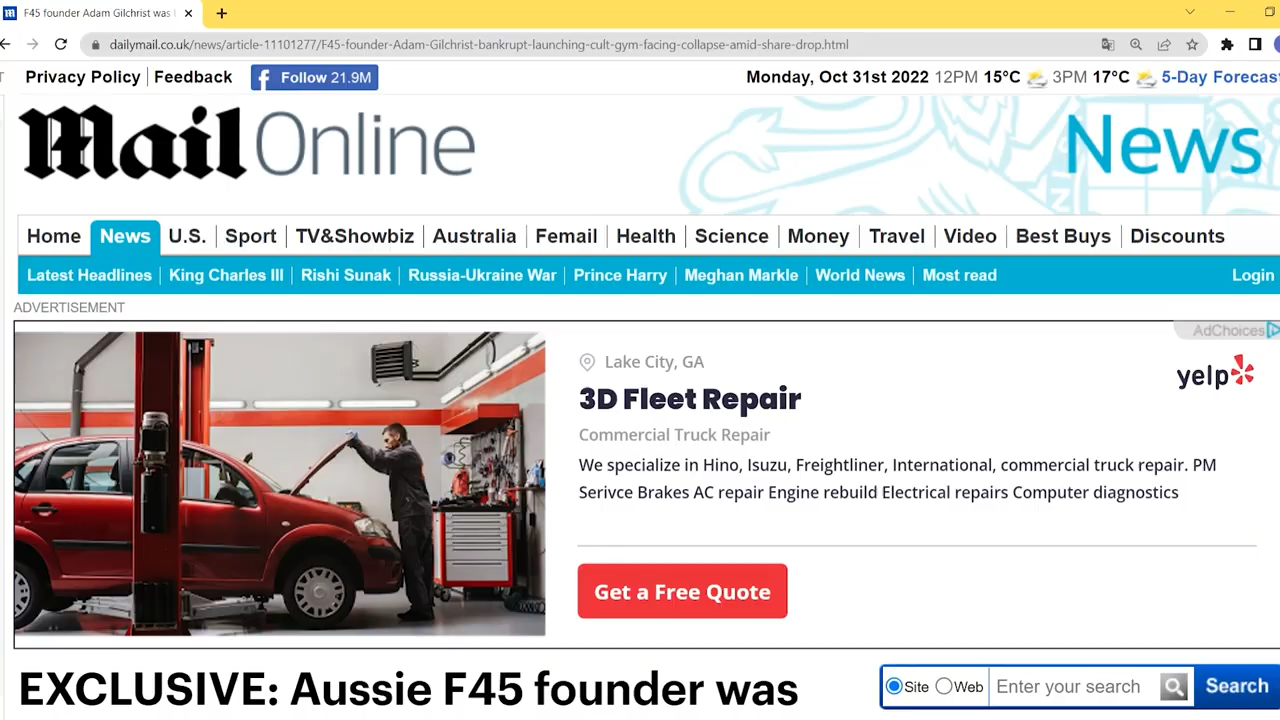 F45 founder Adam Gilchrist was
dailymail.co.uk/news/article-11101277/F45-founder-Adam-Gilchrist-bankrupt-launching-cult-gym-facing-collapse-amid-share-drop.html
Privacy Policy Feedback Follow 21.9M Monday, Oct 31st 2022 12PM 15°C 3PM 17°C 5-Day Forecast
Mail Online News
Home News U.S. Sport TV&Showbiz Australia Femail Health Science Money Travel Video Best Buys Discounts
Latest Headlines King Charles III Rishi Sunak Russia-Ukraine War Prince Harry Meghan Markle World News Most read Login
ADVERTISEMENT
AdChoices
Lake City, GA
yelp
3D Fleet Repair
Commercial Truck Repair
We specialize in Hino, Isuzu, Freightliner, International, commercial truck repair. PM
Serivce Brakes AC repair Engine rebuild Electrical repairs Computer diagnostics
Get a Free Quote
EXCLUSIVE: Aussie F45 founder was
Site Web Enter your search Search